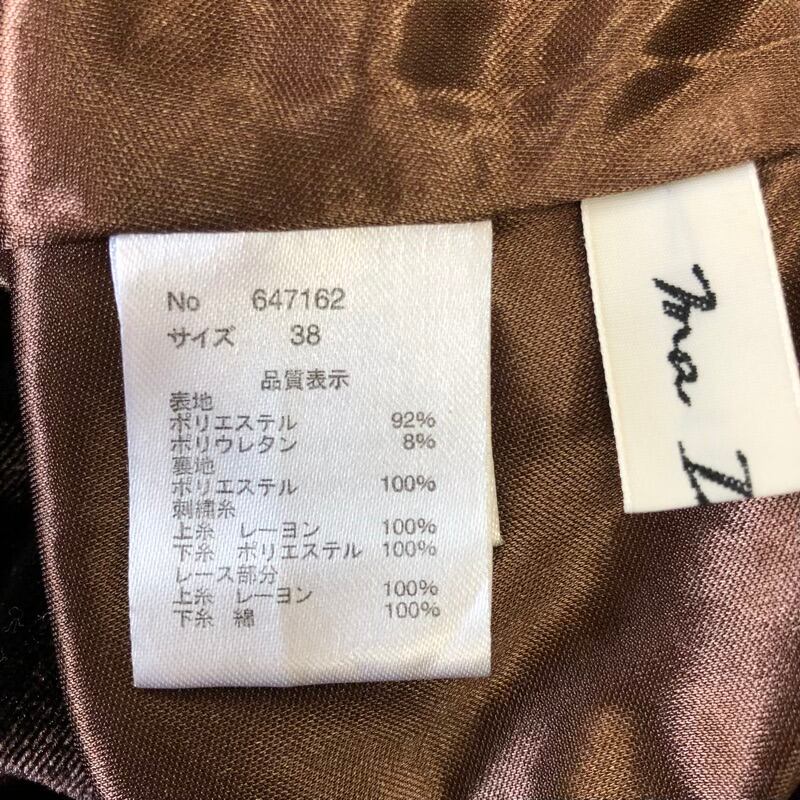 No 647162
サイズ 38
品質表示
表地
ポリエステル 92%
ポリウレタン 8%
裏地
ポリエステル 100%
刺繍糸
上糸 レーヨン 100%
下糸 ポリエステル 100%
レース部分
上糸 レーヨン 100%
下糸 綿 100%
ma